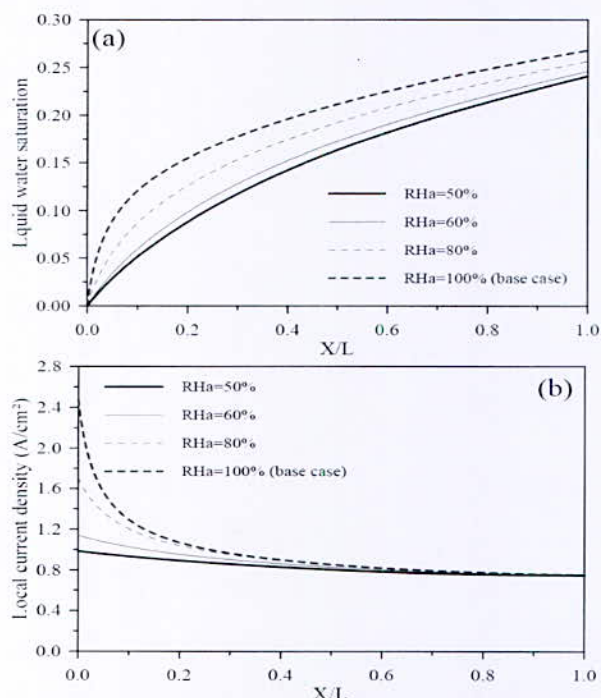 (a)
0.30
0.25
0.20
0.15
0.10
0.05
0.00
Lquid water saturation
RHa=50%
RHa=60%
RHa=80%
RHa=100% (base case)
0.0 0.2 0.4 0.6 0.8 1.0
X/L
(b)
2.8
2.4
2.0
1.6
1.2
0.8
0.4
0.0
Local current density (A/cm²)
RHa=50%
RHa=60%
RHa=80%
RHa=100% (base case)
0.0 0.2 0.4 0.6 0.8 1.0
X/L